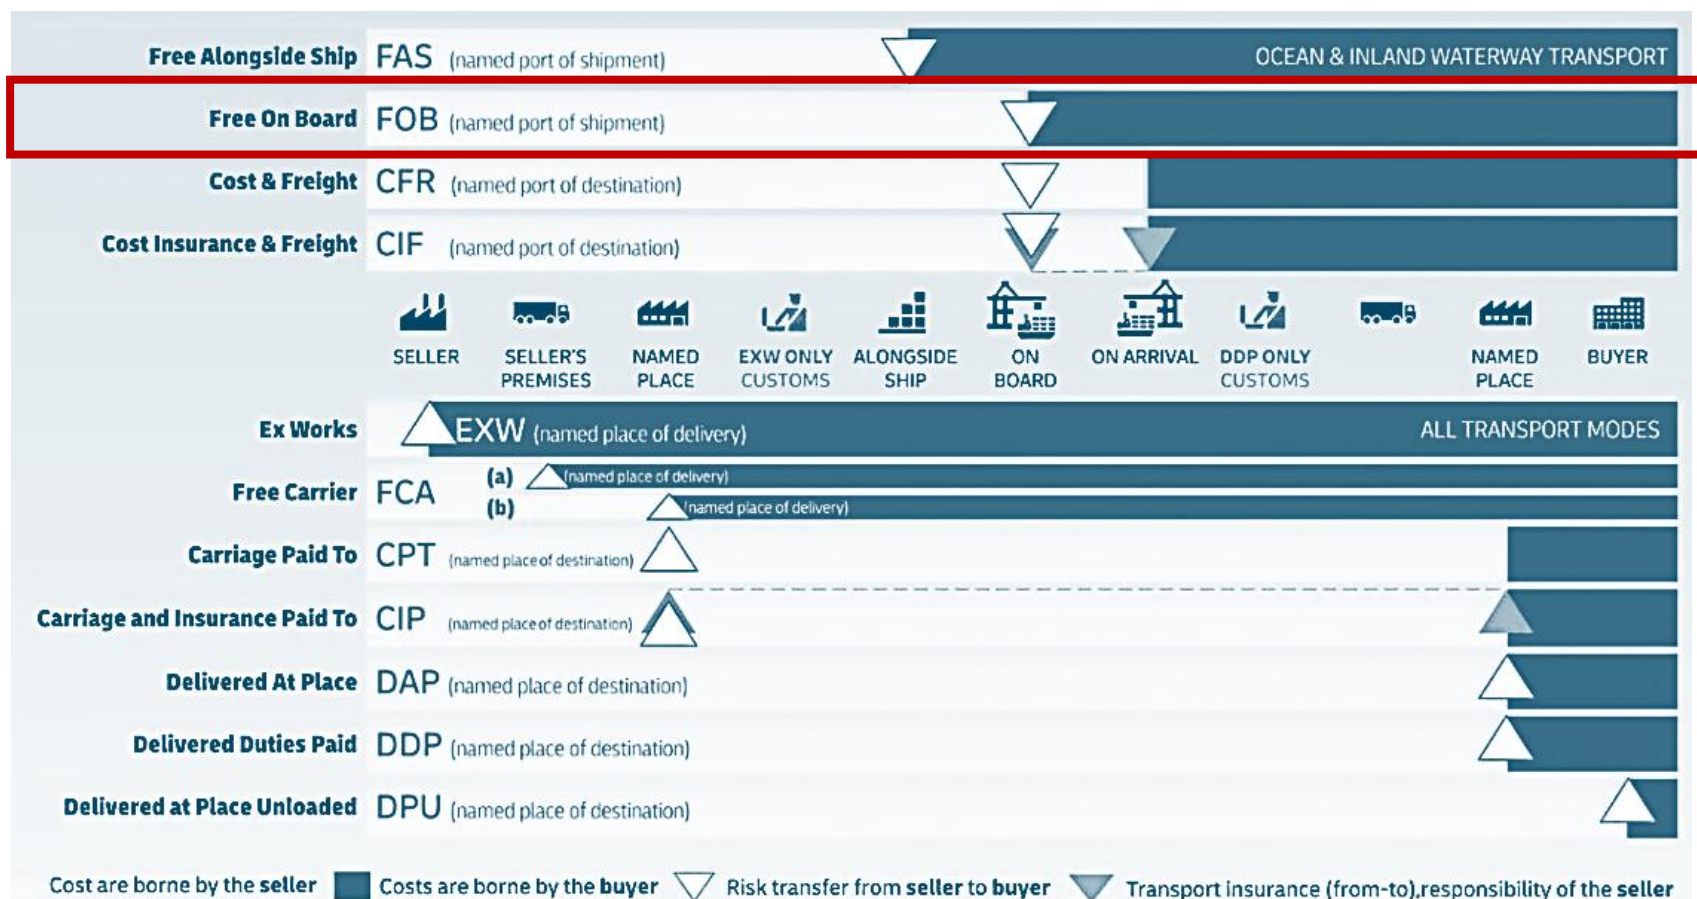 Free Alongside Ship FAS (named port of shipment) OCEAN & INLAND WATERWAY TRANSPORT
Free On Board FOB (named port of shipment)
Cost & Freight CFR (named port of destination)
Cost Insurance & Freight CIF (named port of destination)
SELLER SELLER'S NAMED EXW ONLY ALONGSIDE ON ON ARRIVAL DDP ONLY NAMED BUYER
PREMISES PLACE CUSTOMS SHIP BOARD CUSTOMS PLACE
Ex Works EXW (named place of delivery) ALL TRANSPORT MODES
Free Carrier FCA (a) (named place of delivery)
(b) (named place of delivery)
Carriage Paid To CPT (named place of destination)
Carriage and Insurance Paid To CIP (named place of destination)
Delivered At Place DAP (named place of destination)
Delivered Duties Paid DDP (named place of destination)
Delivered at Place Unloaded DPU (named place of destination)
Cost are borne by the seller Costs are borne by the buyer Risk transfer from seller to buyer Transport insurance (from-to),responsibility of the seller